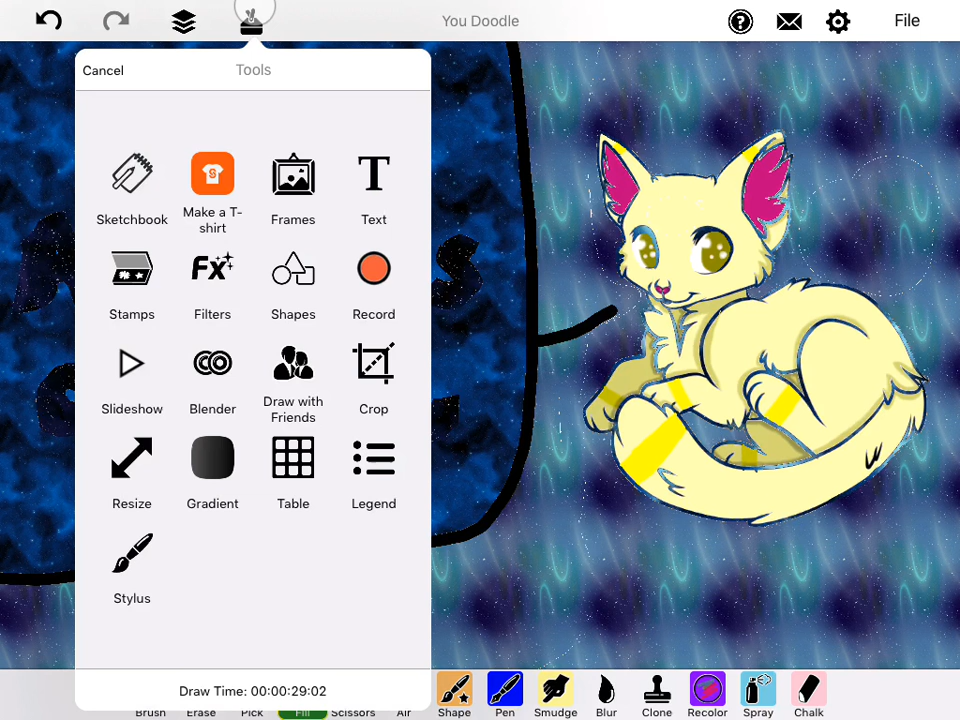 You Doodle
File
Cancel
Tools
Sketchbook
Make a T-
shirt
Frames
Text
Stamps
Fx
Filters
Shapes
Record
Slideshow
Blender
Draw with
Friends
Crop
Resize
Gradient
Table
Legend
Stylus
Draw Time: 00:00:29:02
Brush
Erase
Pick
Fill
Scissors
Air
Shape
Pen
Smudge
Blur
Clone
Recolor
Spray
Chalk